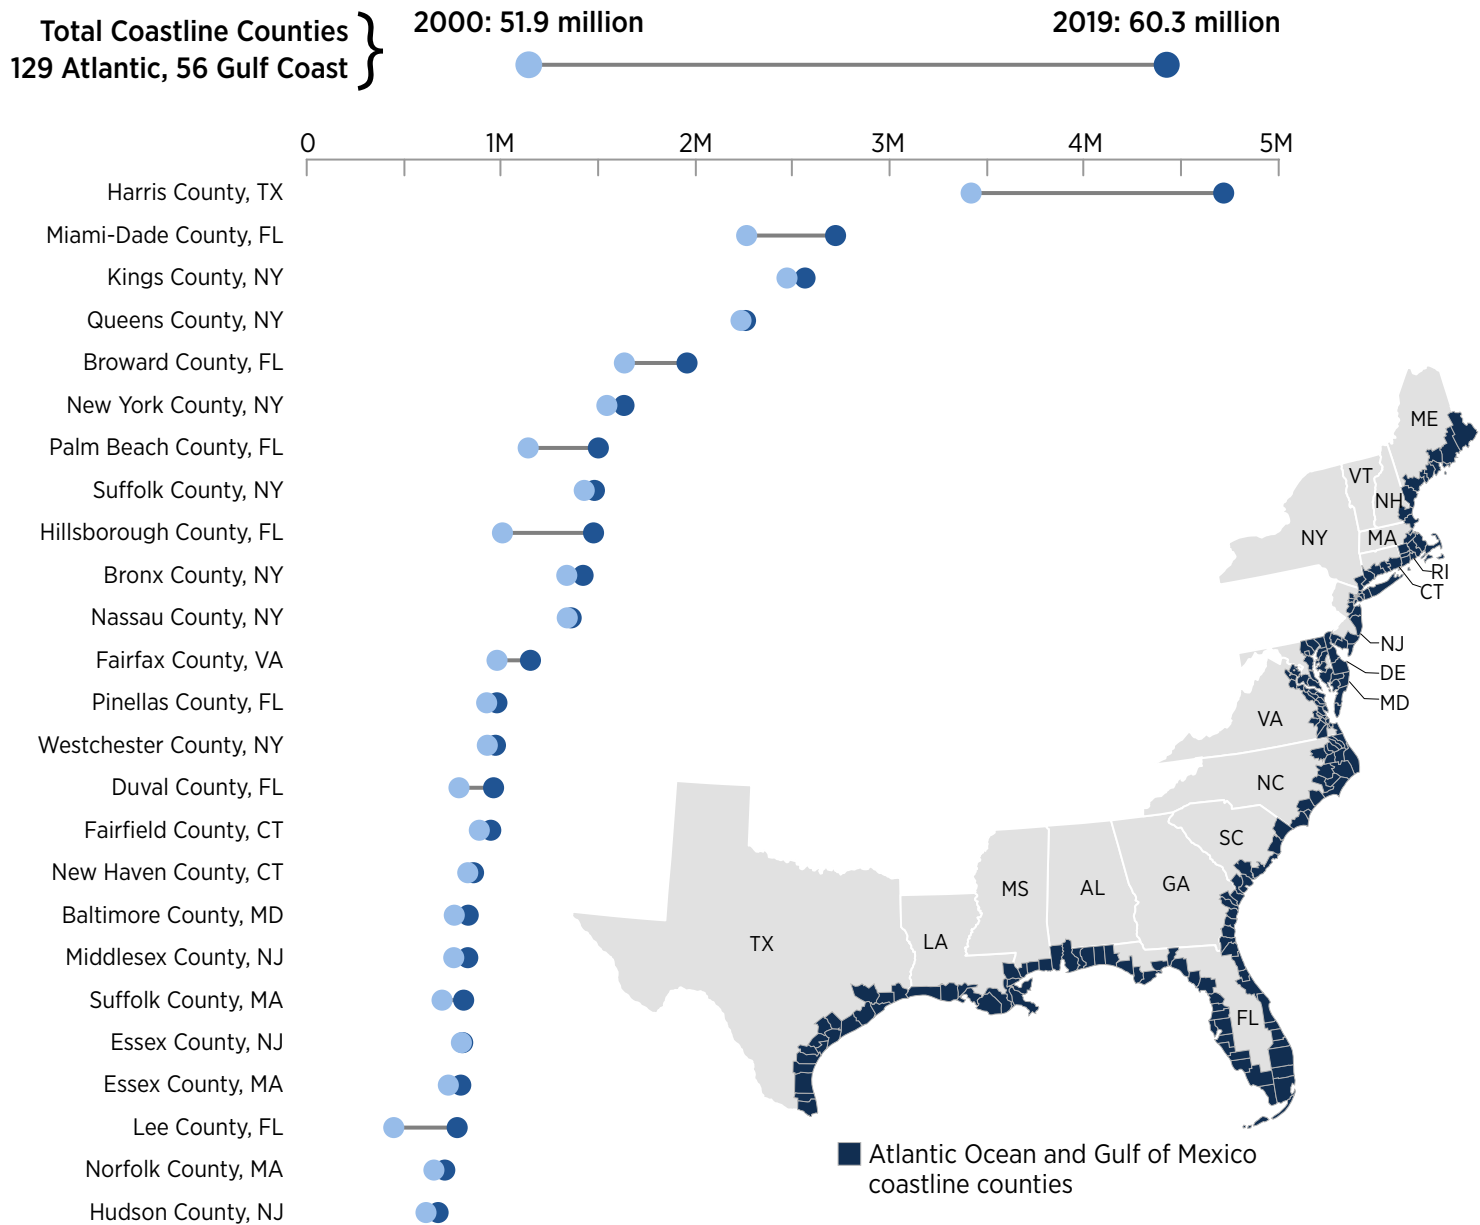 Total Coastline Counties
129 Atlantic, 56 Gulf Coast
2000: 51.9 million
2019: 60.3 million
0 1M 2M 3M 4M 5M
Harris County, TX
Miami-Dade County, FL
Kings County, NY
Queens County, NY
Broward County, FL
New York County, NY
Palm Beach County, FL
Suffolk County, NY
Hillsborough County, FL
Bronx County, NY
Nassau County, NY
Fairfax County, VA
Pinellas County, FL
Westchester County, NY
Duval County, FL
Fairfield County, CT
New Haven County, CT
Baltimore County, MD
Middlesex County, NJ
Suffolk County, MA
Essex County, NJ
Essex County, MA
Lee County, FL
Norfolk County, MA
Hudson County, NJ
ME
VT
NH
NY
MA
RI
CT
NJ
DE
MD
VA
NC
SC
MS
AL
GA
TX
LA
FL
Atlantic Ocean and Gulf of Mexico
coastline counties